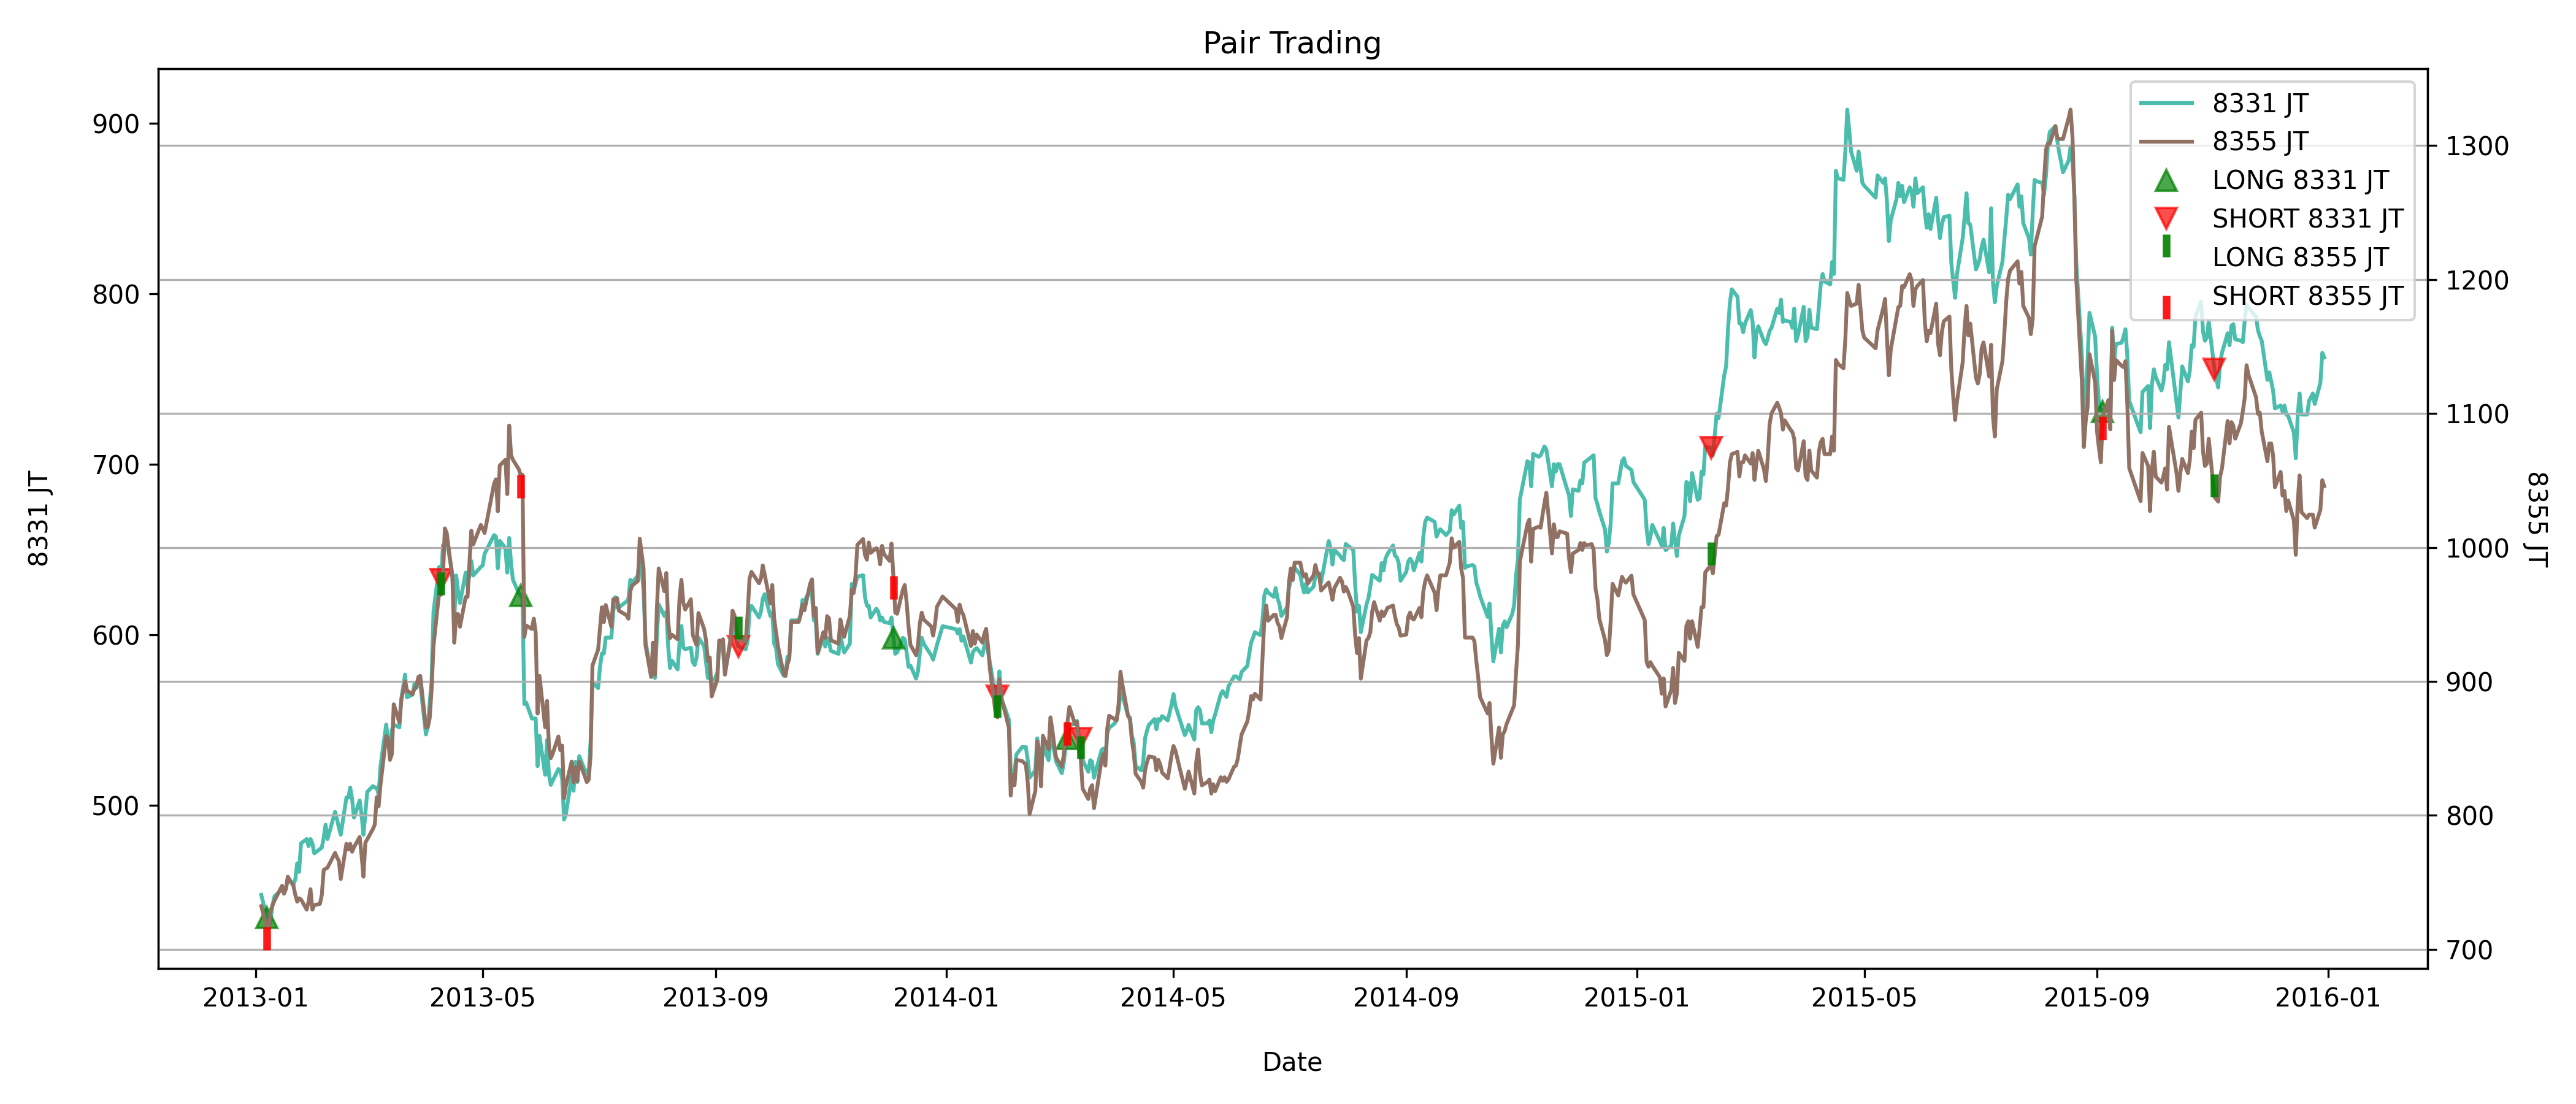 Pair Trading
8331 JT
8355 JT
LONG 8331 JT
SHORT 8331 JT
LONG 8355 JT
SHORT 8355 JT
900
800
700
600
500
8331 JT
1300
1200
1100
1000
900
800
700
8355 JT
2013-01 2013-05 2013-09 2014-01 2014-05 2014-09 2015-01 2015-05 2015-09 2016-01
Date